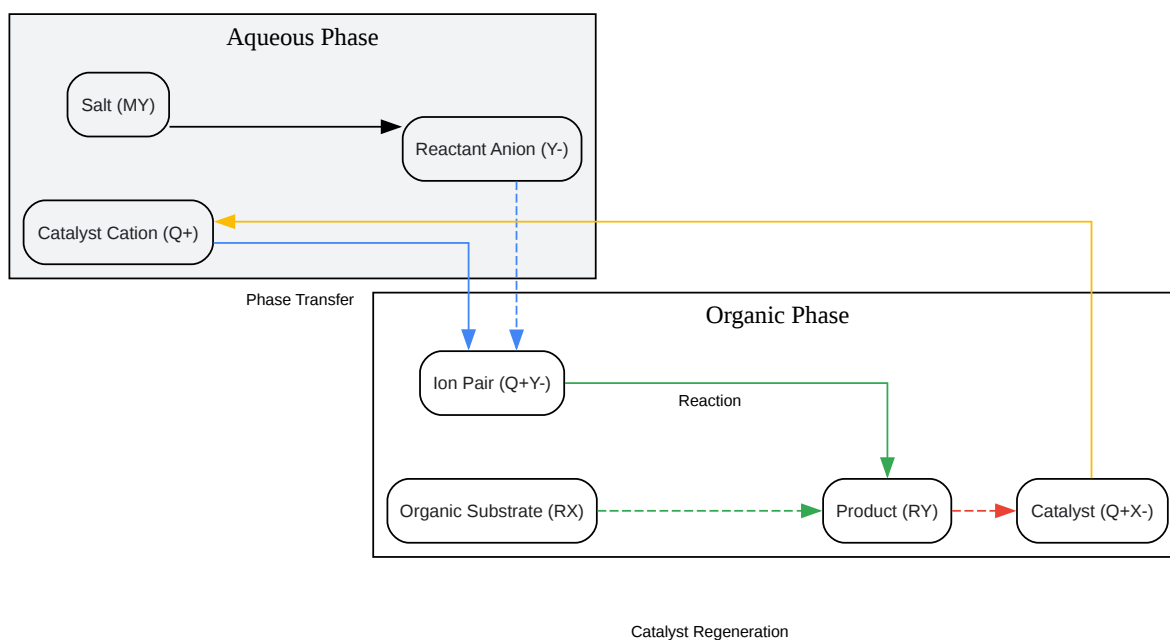 Aqueous Phase
Salt (MY)
Reactant Anion (Y-)
Catalyst Cation (Q+)
Phase Transfer
Organic Phase
Ion Pair (Q+Y-)
Reaction
Organic Substrate (RX)
Product (RY)
Catalyst (Q+X-)
Catalyst Regeneration